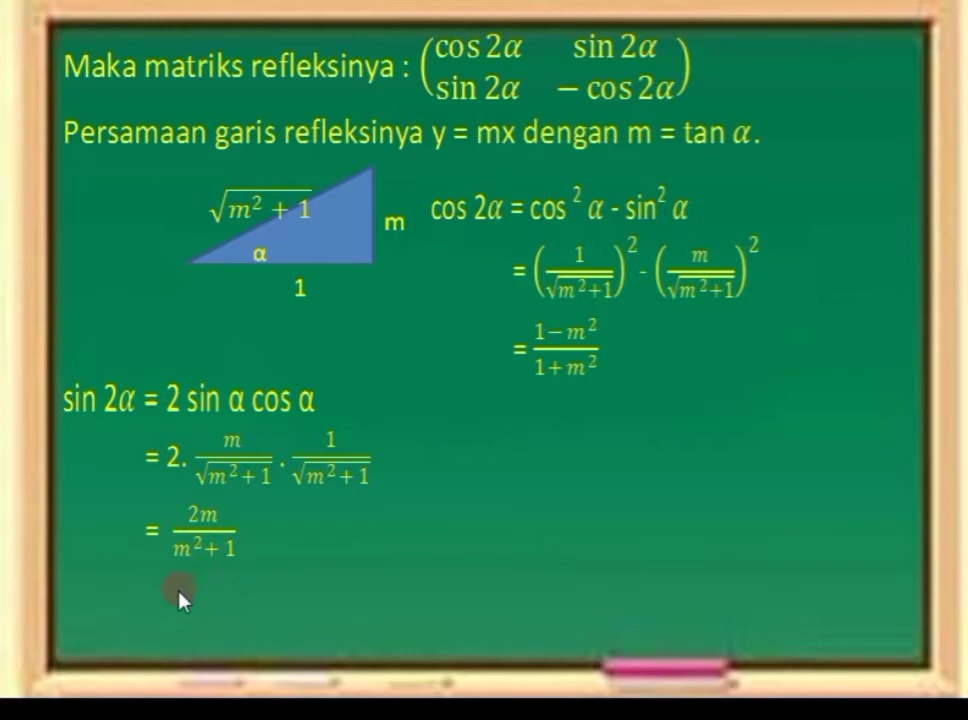 Maka matriks refleksinya : (cos 2α sin 2α
sin 2α − cos 2α)
Persamaan garis refleksinya y = mx dengan m = tan α.
√(m² + 1)
m
α
1
cos 2α = cos² α - sin² α
= (1/√(m²+1))² - (m/√(m²+1))²
= (1−m²)/(1+m²)
sin 2α = 2 sin α cos α
= 2. m/√(m²+1) . 1/√(m²+1)
= 2m/(m²+1)